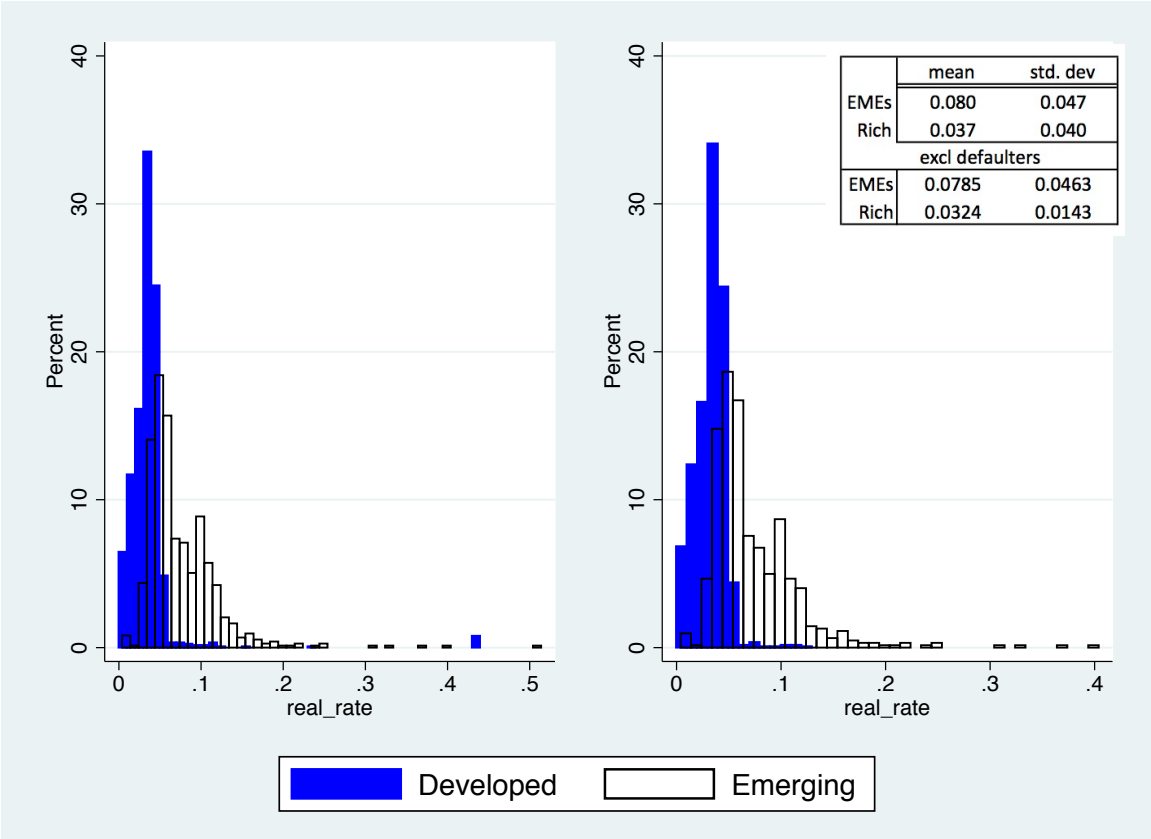 40
30
20
10
0
Percent
0 .1 .2 .3 .4 .5
real_rate
40
30
20
10
0
Percent
0 .1 .2 .3 .4
real_rate
mean std. dev
EMEs 0.080 0.047
Rich 0.037 0.040
excl defaulters
EMEs 0.0785 0.0463
Rich 0.0324 0.0143
Developed Emerging